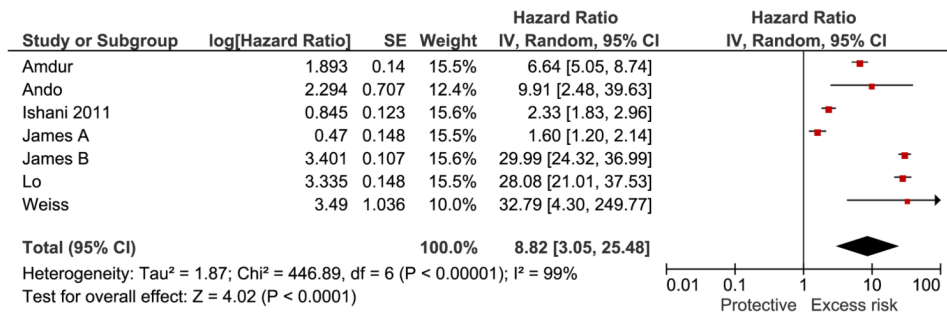 Hazard Ratio Hazard Ratio
Study or Subgroup log[Hazard Ratio] SE Weight IV, Random, 95% CI IV, Random, 95% CI
Amdur 1.893 0.14 15.5% 6.64 [5.05, 8.74]
Ando 2.294 0.707 12.4% 9.91 [2.48, 39.63]
Ishani 2011 0.845 0.123 15.6% 2.33 [1.83, 2.96]
James A 0.47 0.148 15.5% 1.60 [1.20, 2.14]
James B 3.401 0.107 15.6% 29.99 [24.32, 36.99]
Lo 3.335 0.148 15.5% 28.08 [21.01, 37.53]
Weiss 3.49 1.036 10.0% 32.79 [4.30, 249.77]
Total (95% CI) 100.0% 8.82 [3.05, 25.48]
Heterogeneity: Tau² = 1.87; Chi² = 446.89, df = 6 (P < 0.00001); I² = 99%
Test for overall effect: Z = 4.02 (P < 0.0001)
0.01 0.1 1 10 100
Protective Excess risk